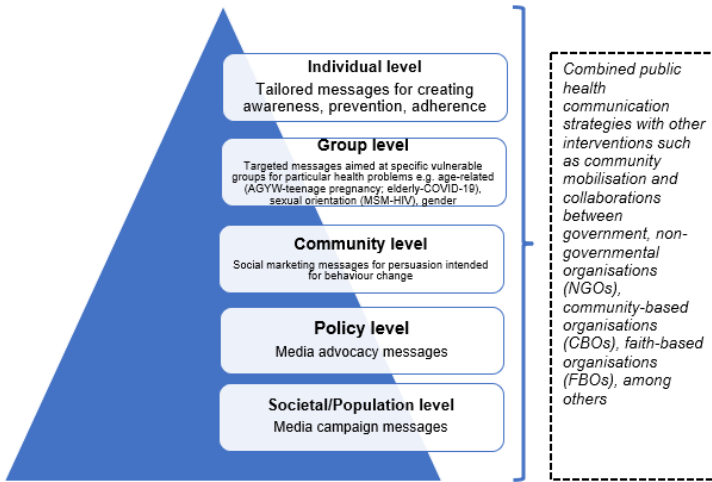 Individual level
Tailored messages for creating
awareness, prevention, adherence
Group level
Targeted messages aimed at specific vulnerable
groups for particular health problems e.g. age-related
(AGYW-teenage pregnancy; elderly-COVID-19),
sexual orientation (MSM-HIV), gender
Community level
Social marketing messages for persuasion intended
for behaviour change
Policy level
Media advocacy messages
Societal/Population level
Media campaign messages
Combined public
health
communication
strategies with other
interventions such
as community
mobilisation and
collaborations
between
government, non-
governmental
organisations
(NGOs),
community-based
organisations
(CBOs), faith-based
organisations
(FBOs), among
others